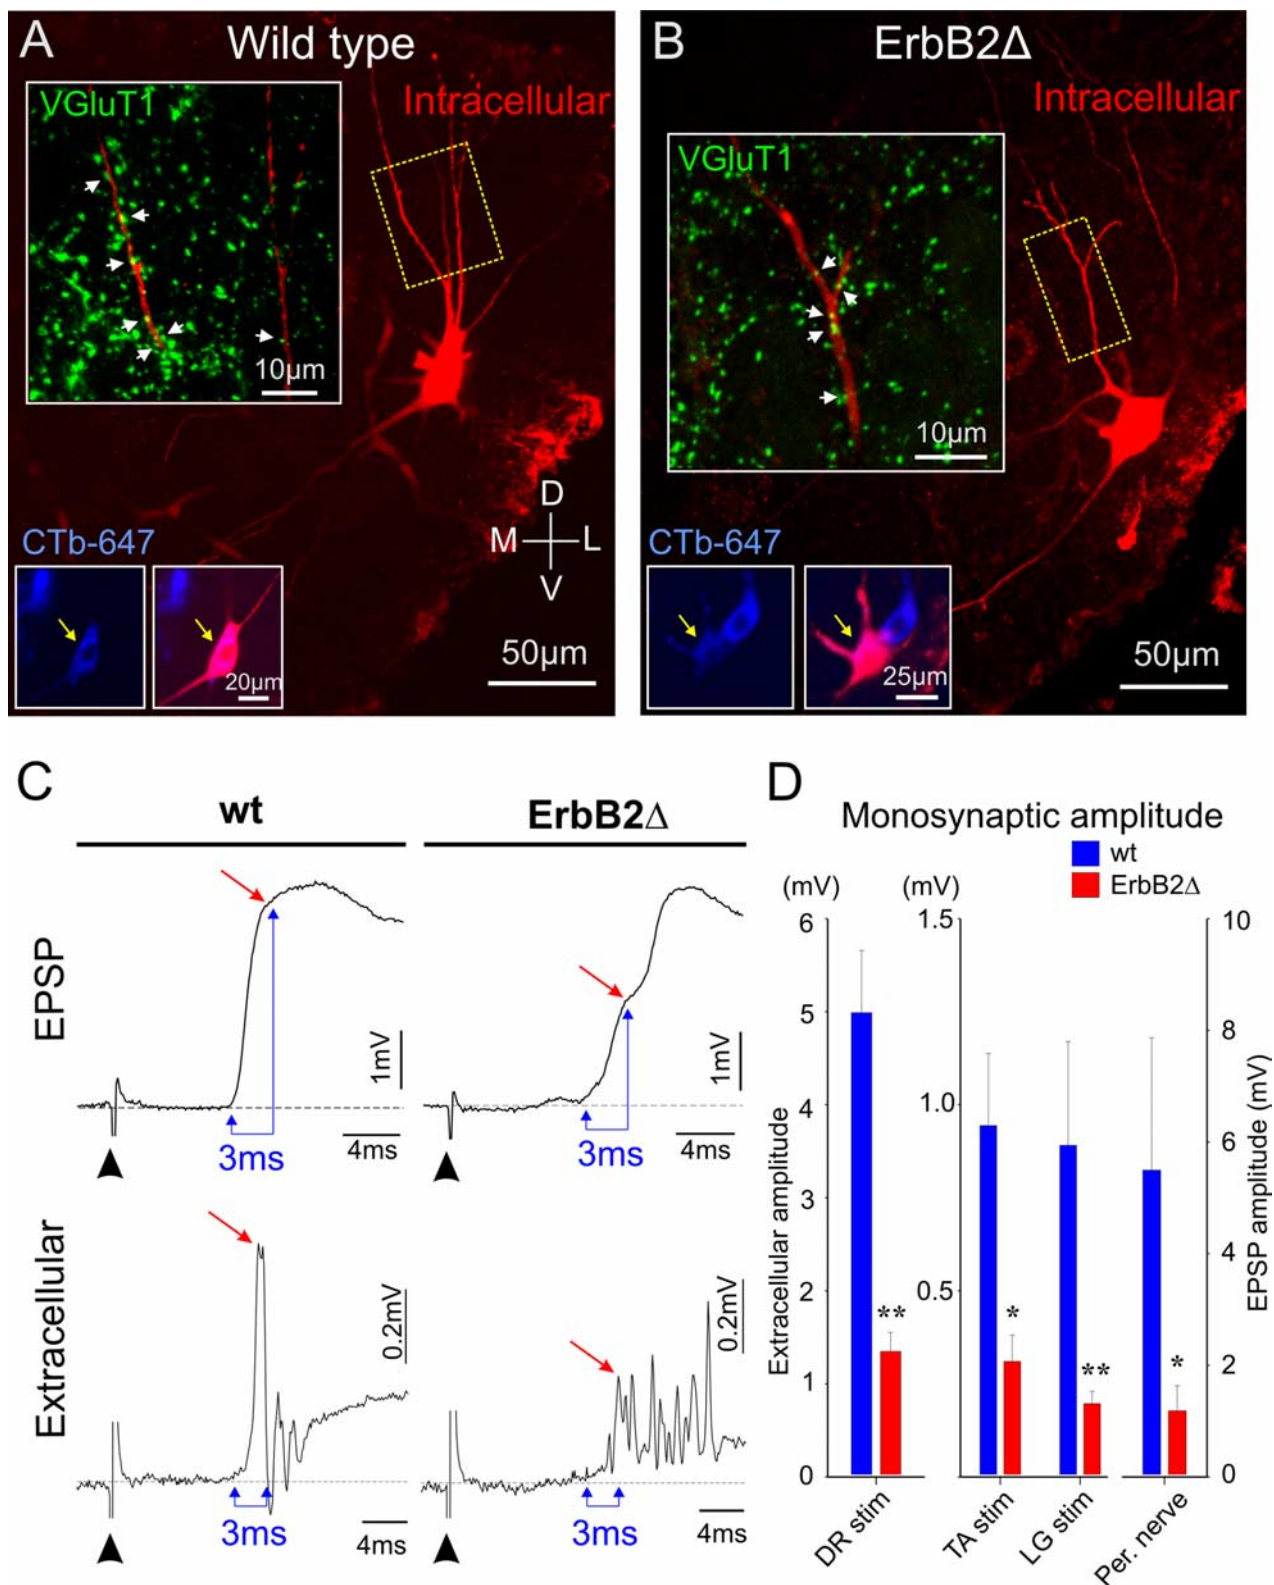 A
Wild type
VGluT1
Intracellular
10µm
D
M
L
V
CTb-647
20µm
50µm
B
ErbB2Δ
Intracellular
VGluT1
10µm
CTb-647
25µm
50µm
C
wt
ErbB2Δ
EPSP
1mV
1mV
3ms
4ms
3ms
4ms
Extracellular
0.2mV
0.2mV
3ms
4ms
3ms
4ms
D
Monosynaptic amplitude
wt
ErbB2Δ
(mV)
(mV)
6
5
4
3
2
1
0
Extracellular amplitude
1.5
1.0
0.5
10
8
6
4
2
0
EPSP amplitude (mV)
**
*
**
*
DR stim
TA stim
LG stim
Per. nerve